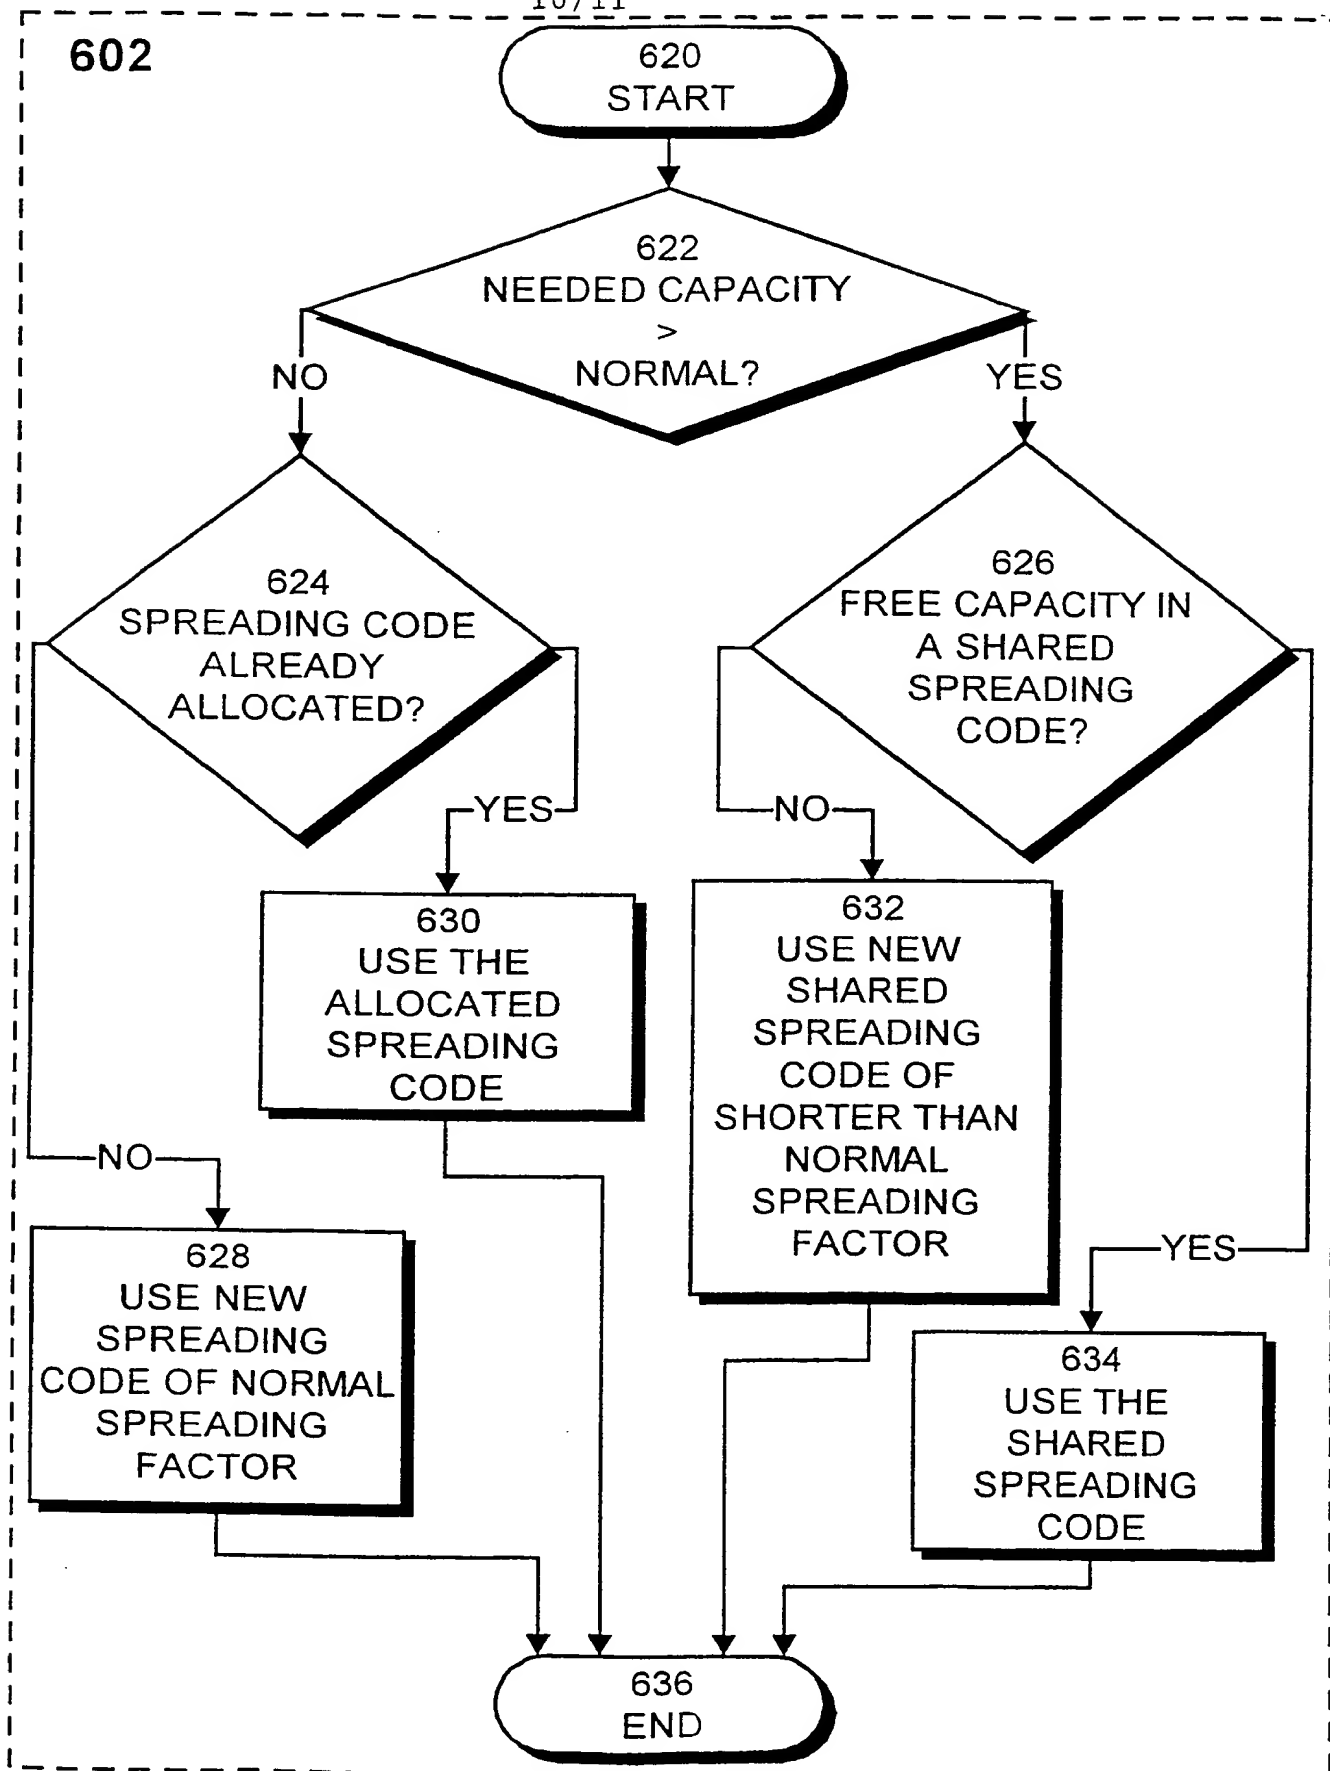 10/11
602
620
START
622
NEEDED CAPACITY
>
NORMAL?
NO
YES
624
SPREADING CODE
ALREADY
ALLOCATED?
626
FREE CAPACITY IN
A SHARED
SPREADING
CODE?
YES
NO
630
USE THE
ALLOCATED
SPREADING
CODE
632
USE NEW
SHARED
SPREADING
CODE OF
SHORTER THAN
NORMAL
SPREADING
FACTOR
NO
YES
628
USE NEW
SPREADING
CODE OF NORMAL
SPREADING
FACTOR
634
USE THE
SHARED
SPREADING
CODE
636
END